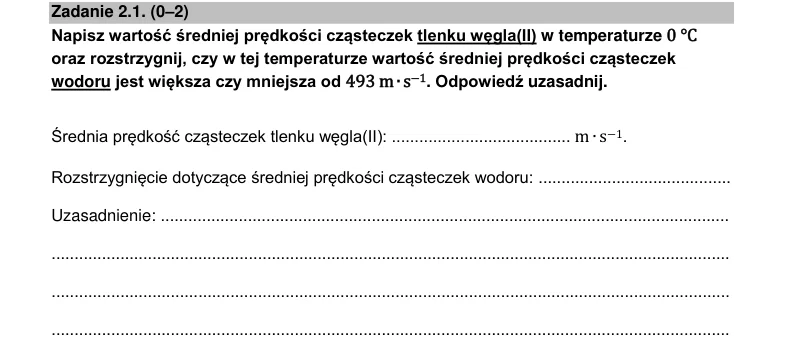 Zadanie 2.1. (0–2)
Napisz wartość średniej prędkości cząsteczek tlenku węgla(II) w temperaturze 0 °C
oraz rozstrzygnij, czy w tej temperaturze wartość średniej prędkości cząsteczek
wodoru jest większa czy mniejsza od 493 m·s⁻¹. Odpowiedź uzasadnij.
Średnia prędkość cząsteczek tlenku węgla(II): ....................................... m·s⁻¹.
Rozstrzygnięcie dotyczące średniej prędkości cząsteczek wodoru: ..........................................
Uzasadnienie: ............................................................................................................................
....................................................................................................................................................
....................................................................................................................................................
....................................................................................................................................................